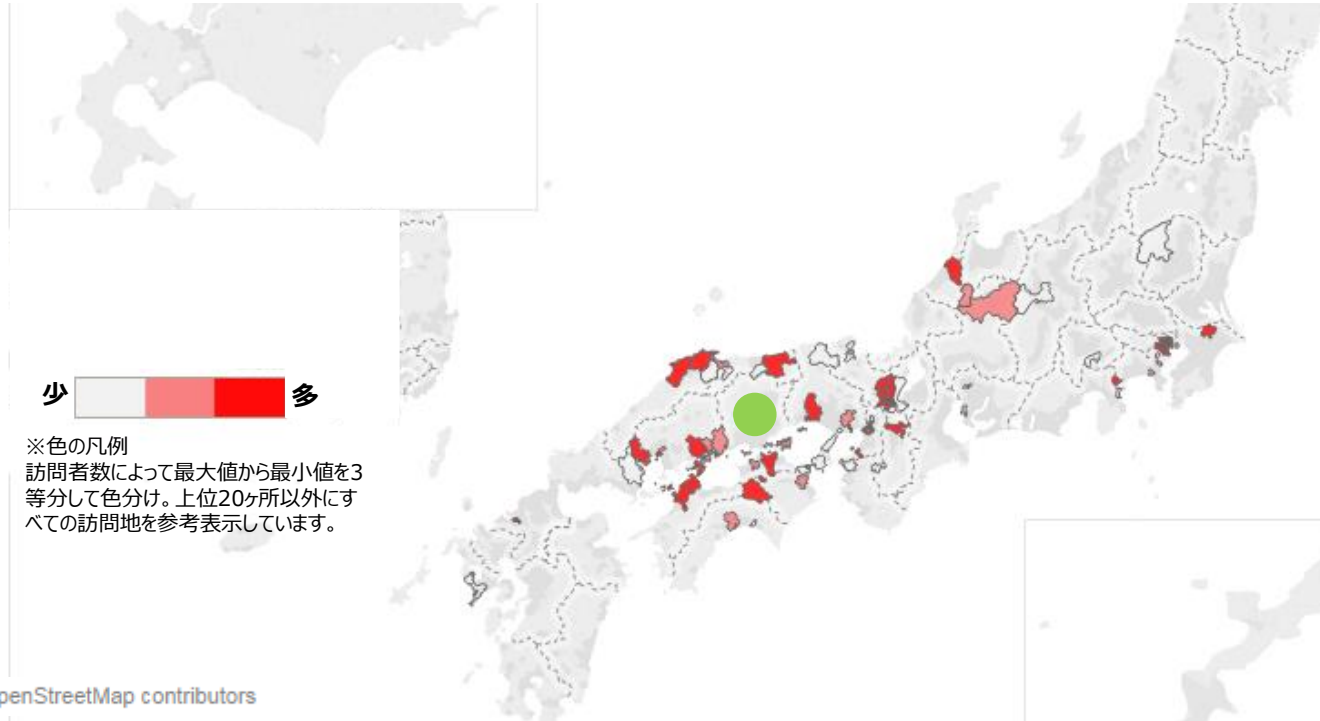 少 多
※色の凡例
訪問者数によって最大値から最小値を3
等分して色分け。上位20ヶ所以外にす
べての訪問地を参考表示しています。
penStreetMap contributors